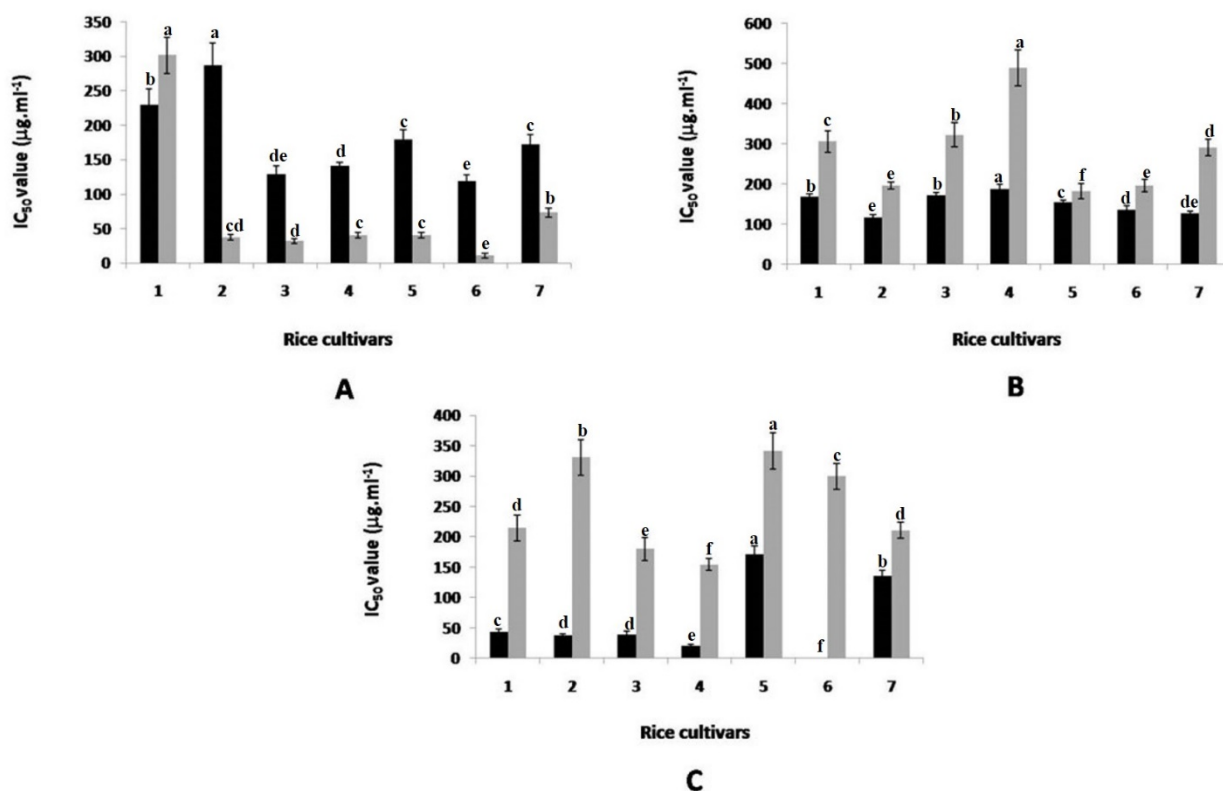 350
300
250
200
150
100
50
0
IC50 value (µg.ml-1)
b a a cd de d d c c c e e c b
1 2 3 4 5 6 7
Rice cultivars
A
600
500
400
300
200
100
0
IC50 value (µg.ml-1)
b c e e b b a a c f d e de d
1 2 3 4 5 6 7
Rice cultivars
B
400
350
300
250
200
150
100
50
0
IC50 value (µg.ml-1)
c d d b d e e f a a f c b d
1 2 3 4 5 6 7
Rice cultivars
C